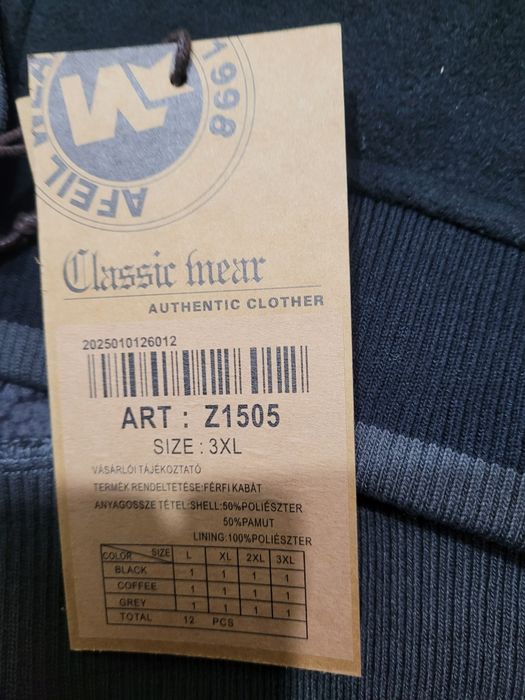 1998
AFEIL WEA
Classic wear
AUTHENTIC CLOTHER
2025010126012
ART : Z1505
SIZE : 3XL
VÁSÁRLÓI TÁJÉKOZTATÓ
TERMÉK RENDELTETÉSE:FÉRFI KABÁT
ANYAGOSSZE TÉTEL:SHELL:50%POLIÉSZTER
50%PAMUT
LINING:100%POLIÉSZTER
COLOR SIZE L XL 2XL 3XL
BLACK 1 1 1 1
COFFEE 1 1 1 1
GREY 1 1 1 1
TOTAL 12 PCS